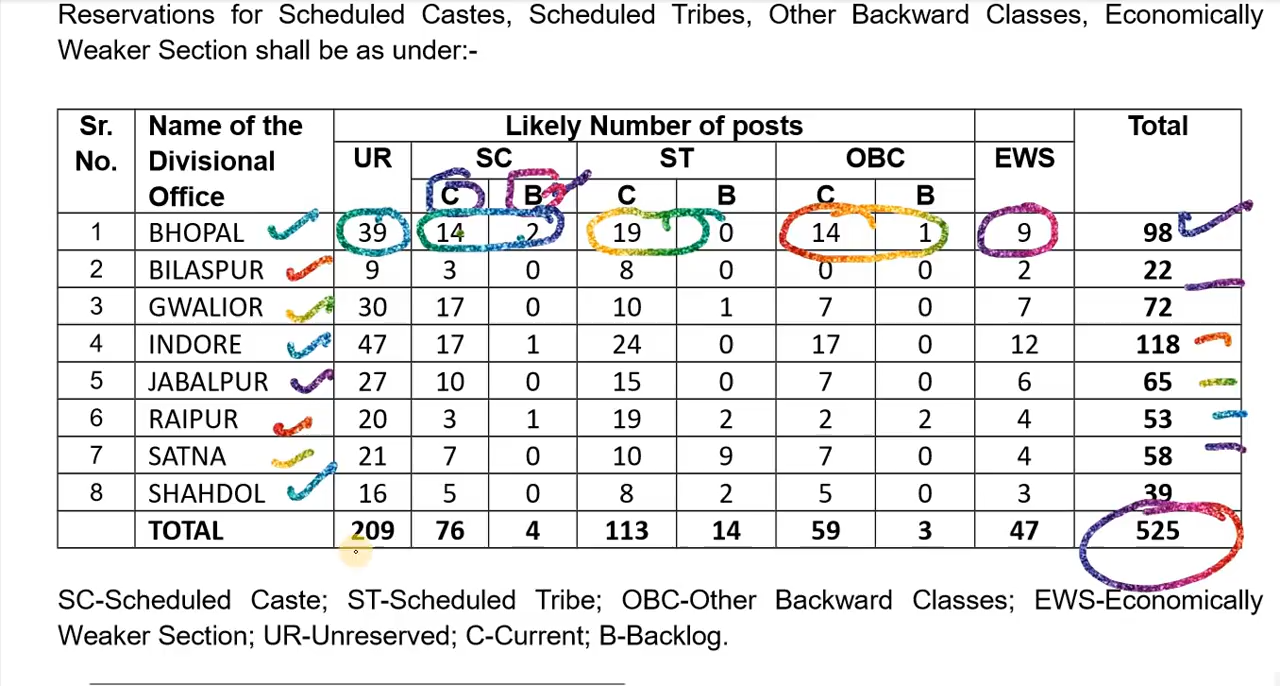 Reservations for Scheduled Castes, Scheduled Tribes, Other Backward Classes, Economically
Weaker Section shall be as under:-
Sr. No. Name of the Divisional Office Likely Number of posts Total
UR SC ST OBC EWS
C B C B C B
1 BHOPAL 39 14 2 19 0 14 1 9 98
2 BILASPUR 9 3 0 8 0 0 0 2 22
3 GWALIOR 30 17 0 10 1 7 0 7 72
4 INDORE 47 17 1 24 0 17 0 12 118
5 JABALPUR 27 10 0 15 0 7 0 6 65
6 RAIPUR 20 3 1 19 2 2 2 4 53
7 SATNA 21 7 0 10 9 7 0 4 58
8 SHAHDOL 16 5 0 8 2 5 0 3 39
TOTAL 209 76 4 113 14 59 3 47 525
SC-Scheduled Caste; ST-Scheduled Tribe; OBC-Other Backward Classes; EWS-Economically
Weaker Section; UR-Unreserved; C-Current; B-Backlog.